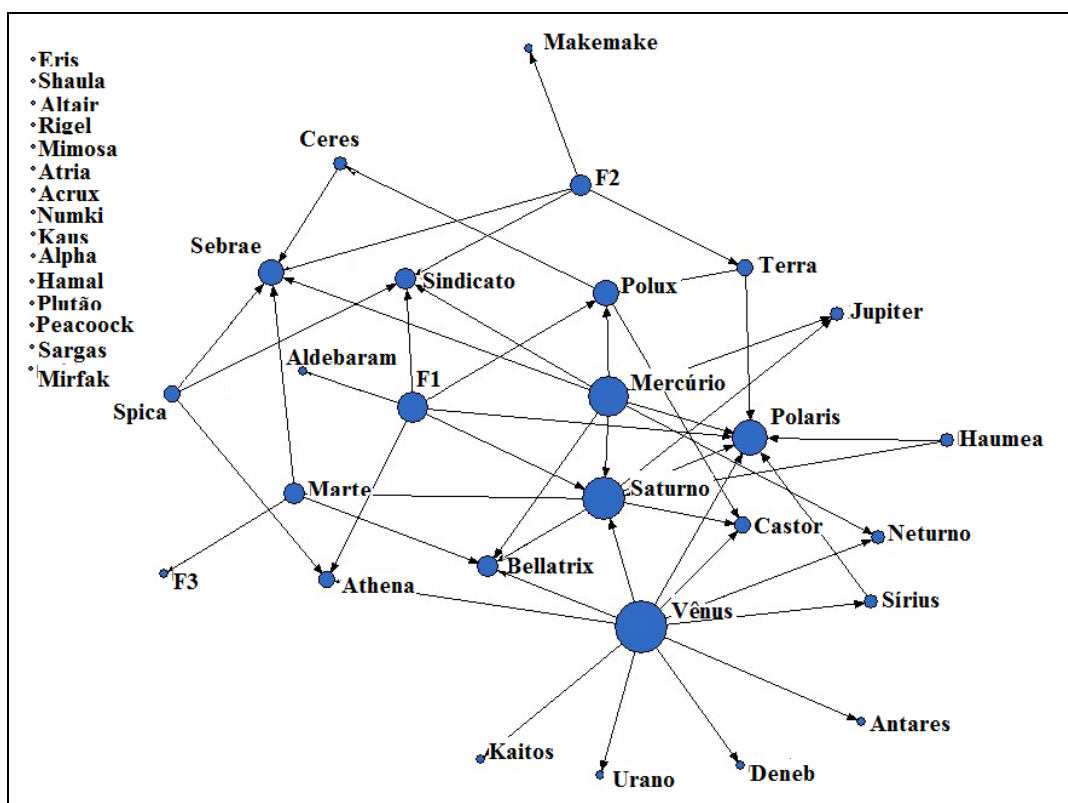 Makemake
Eris
Shaula
Altair
Rigel
Mimosa
Atria
Acrux
Numki
Kaus
Alpha
Hamal
Plutão
Peacoock
Sargas
Mirfak
Ceres
F2
Sebrae
Sindicato
Polux
Terra
Jupiter
Aldebaram
F1
Mercúrio
Spica
Polaris
Haumea
Marte
Saturno
Castor
Neturno
Bellatrix
F3
Athena
Vênus
Sírius
Antares
Kaitos
Urano
Deneb